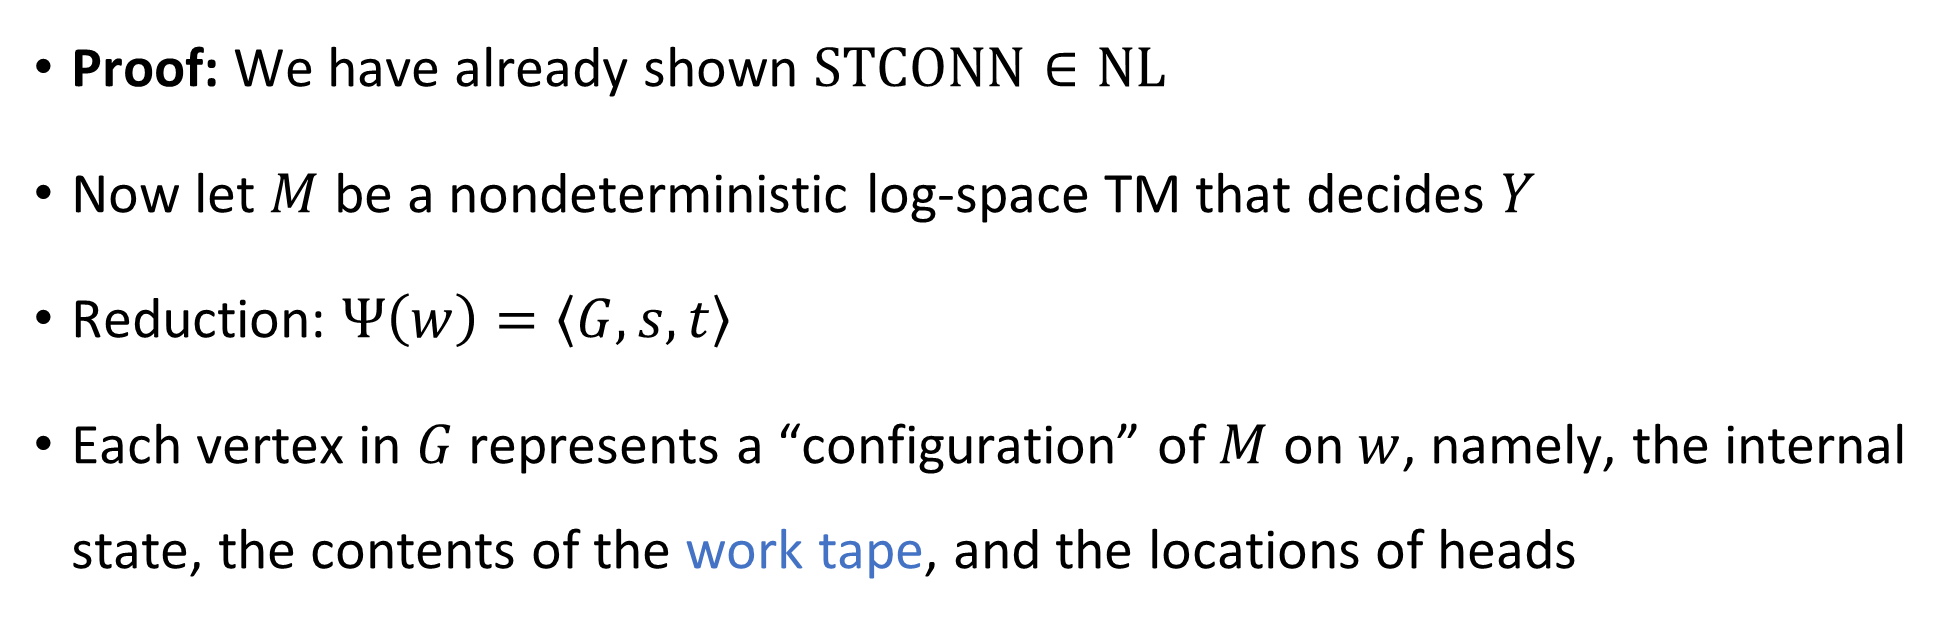 • Proof: We have already shown STCONN ∈ NL
• Now let M be a nondeterministic log-space TM that decides Y
• Reduction: Ψ(w) = ⟨G, s, t⟩
• Each vertex in G represents a “configuration” of M on w, namely, the internal
state, the contents of the work tape, and the locations of heads